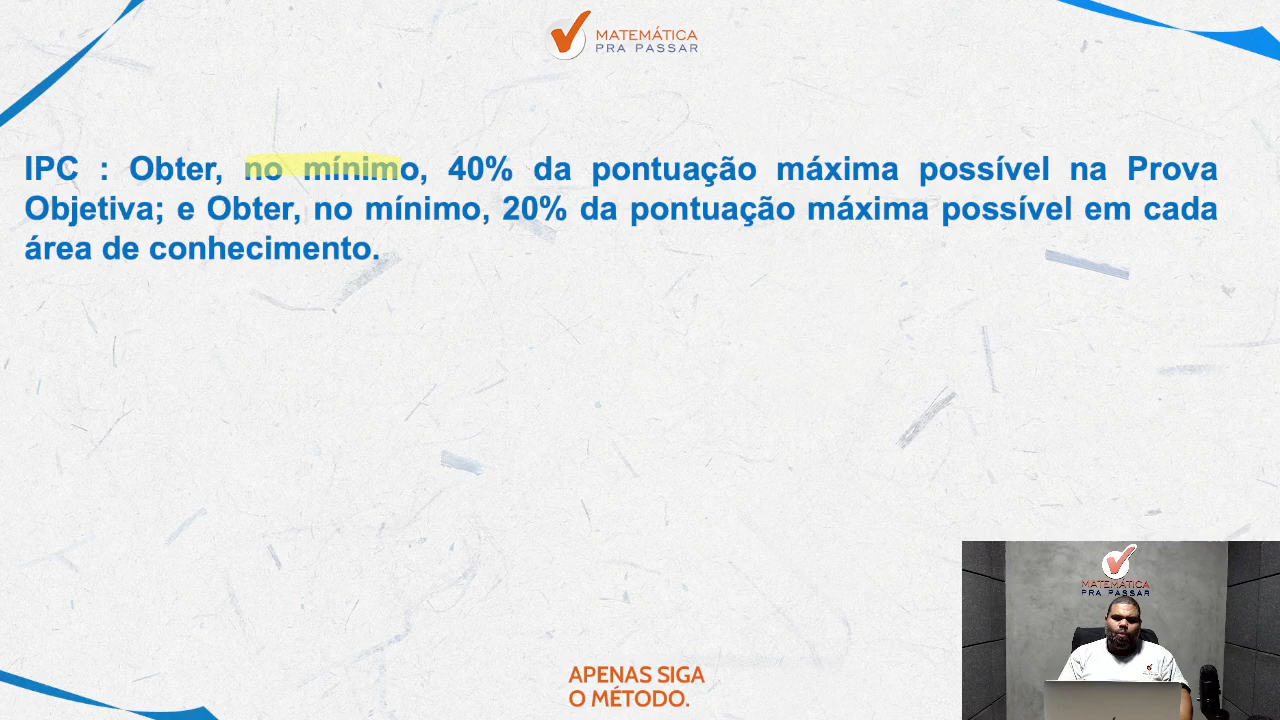 MATEMÁTICA
PRA PASSAR
IPC : Obter, no mínimo, 40% da pontuação máxima possível na Prova
Objetiva; e Obter, no mínimo, 20% da pontuação máxima possível em cada
área de conhecimento.
MATEMÁTICA
PRA PASSAR
APENAS SIGA
O MÉTODO.